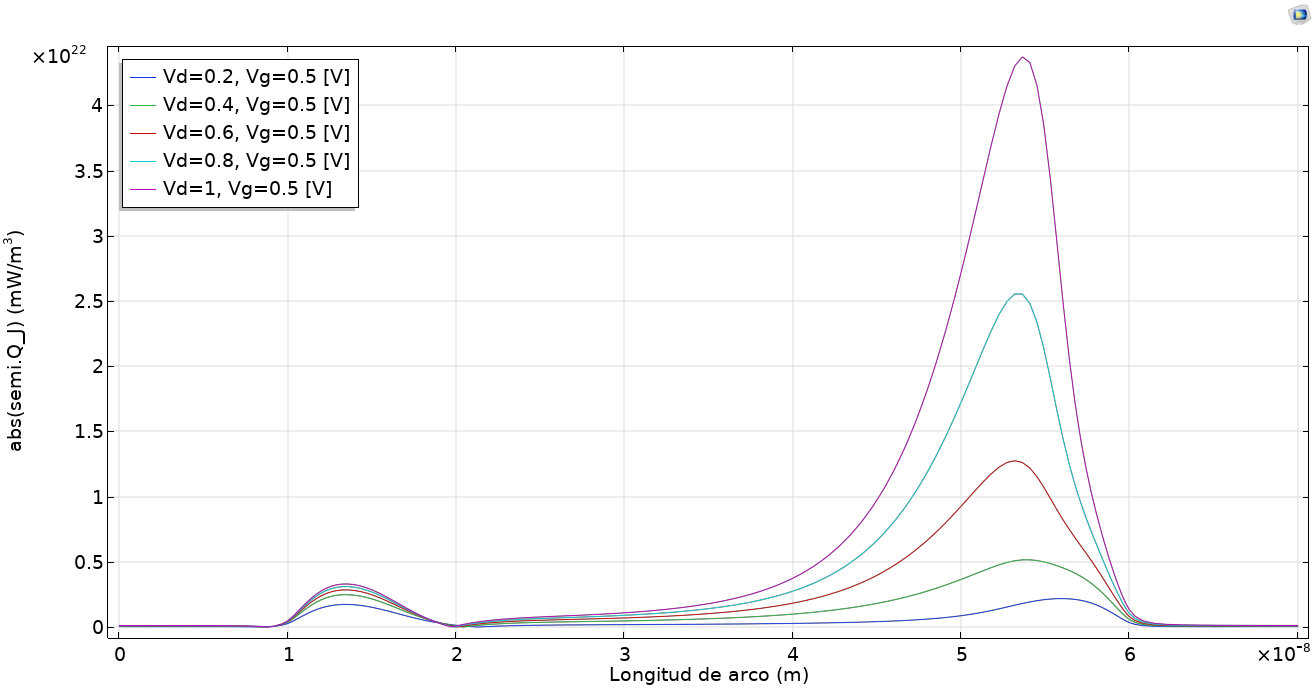 ×10²²
Vd=0.2, Vg=0.5 [V]
Vd=0.4, Vg=0.5 [V]
Vd=0.6, Vg=0.5 [V]
Vd=0.8, Vg=0.5 [V]
Vd=1, Vg=0.5 [V]
4
3.5
3
2.5
2
1.5
1
0.5
0
abs(semi.Q_J) (mW/m³)
0 1 2 3 4 5 6 ×10⁻⁸
Longitud de arco (m)